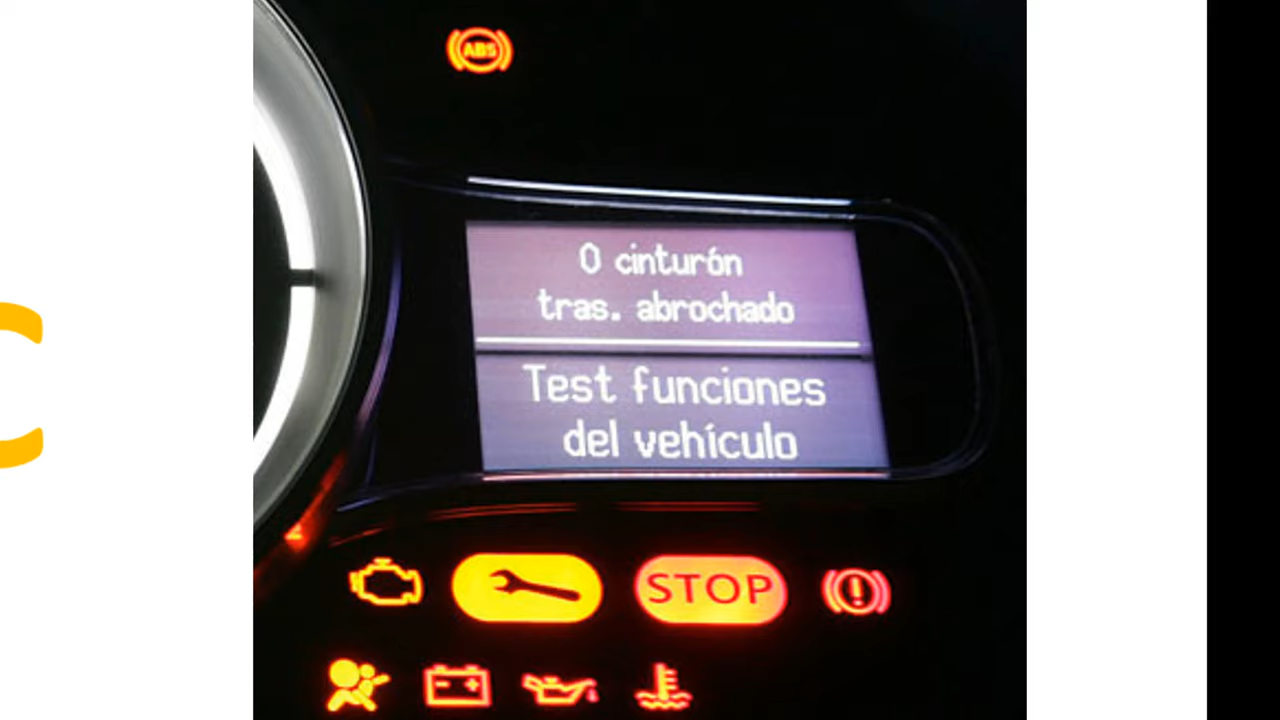 ABS
0 cinturón
tras. abrochado
Test funciones
del vehículo
STOP